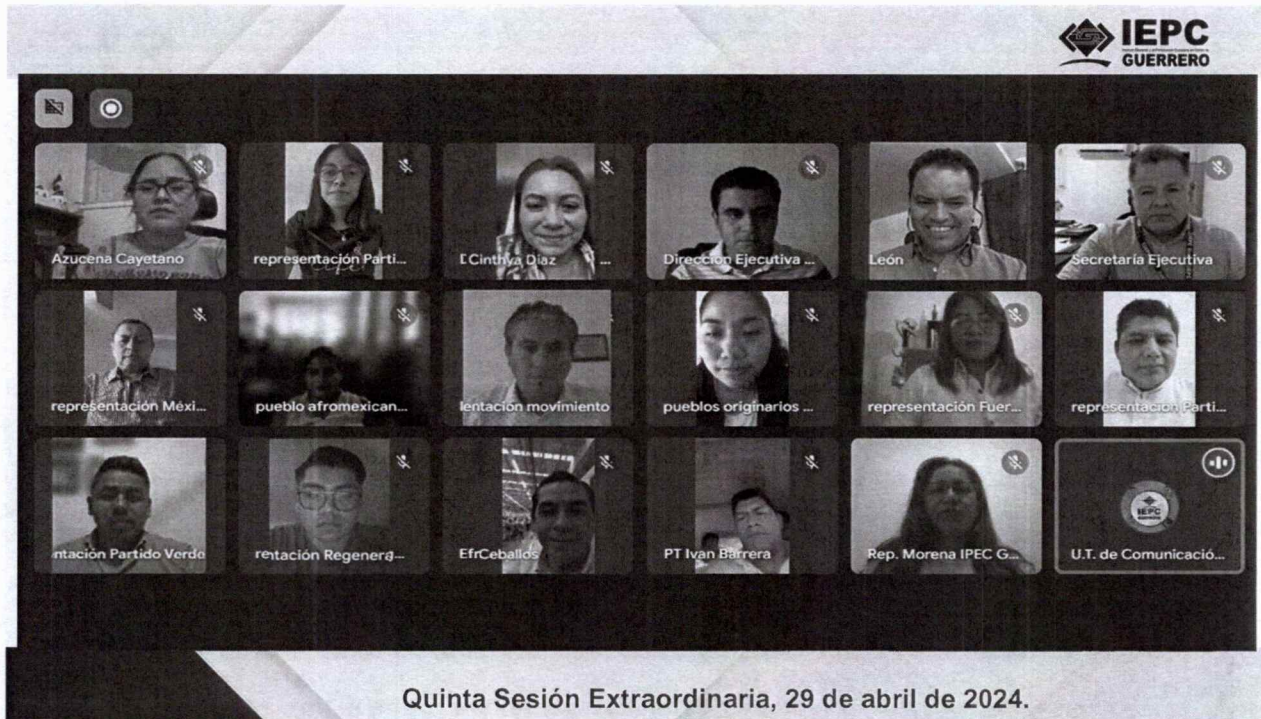 IEPC
GUERRERO
Azucena Cayetano
representación Parti...
Cinthya Díaz ...
Dirección Ejecutiva ...
León
Secretaría Ejecutiva
representación Méxi...
pueblo afromexican...
lentación movimiento
pueblos originarios ...
representación Fuer...
representación Parti...
ntación Partido Verde
rentación Regenera...
EfrCeballos
PT Ivan Barrera
Rep. Morena IPEC G...
IEPC
GUERRERO
U.T. de Comunicació...
Quinta Sesión Extraordinaria, 29 de abril de 2024.